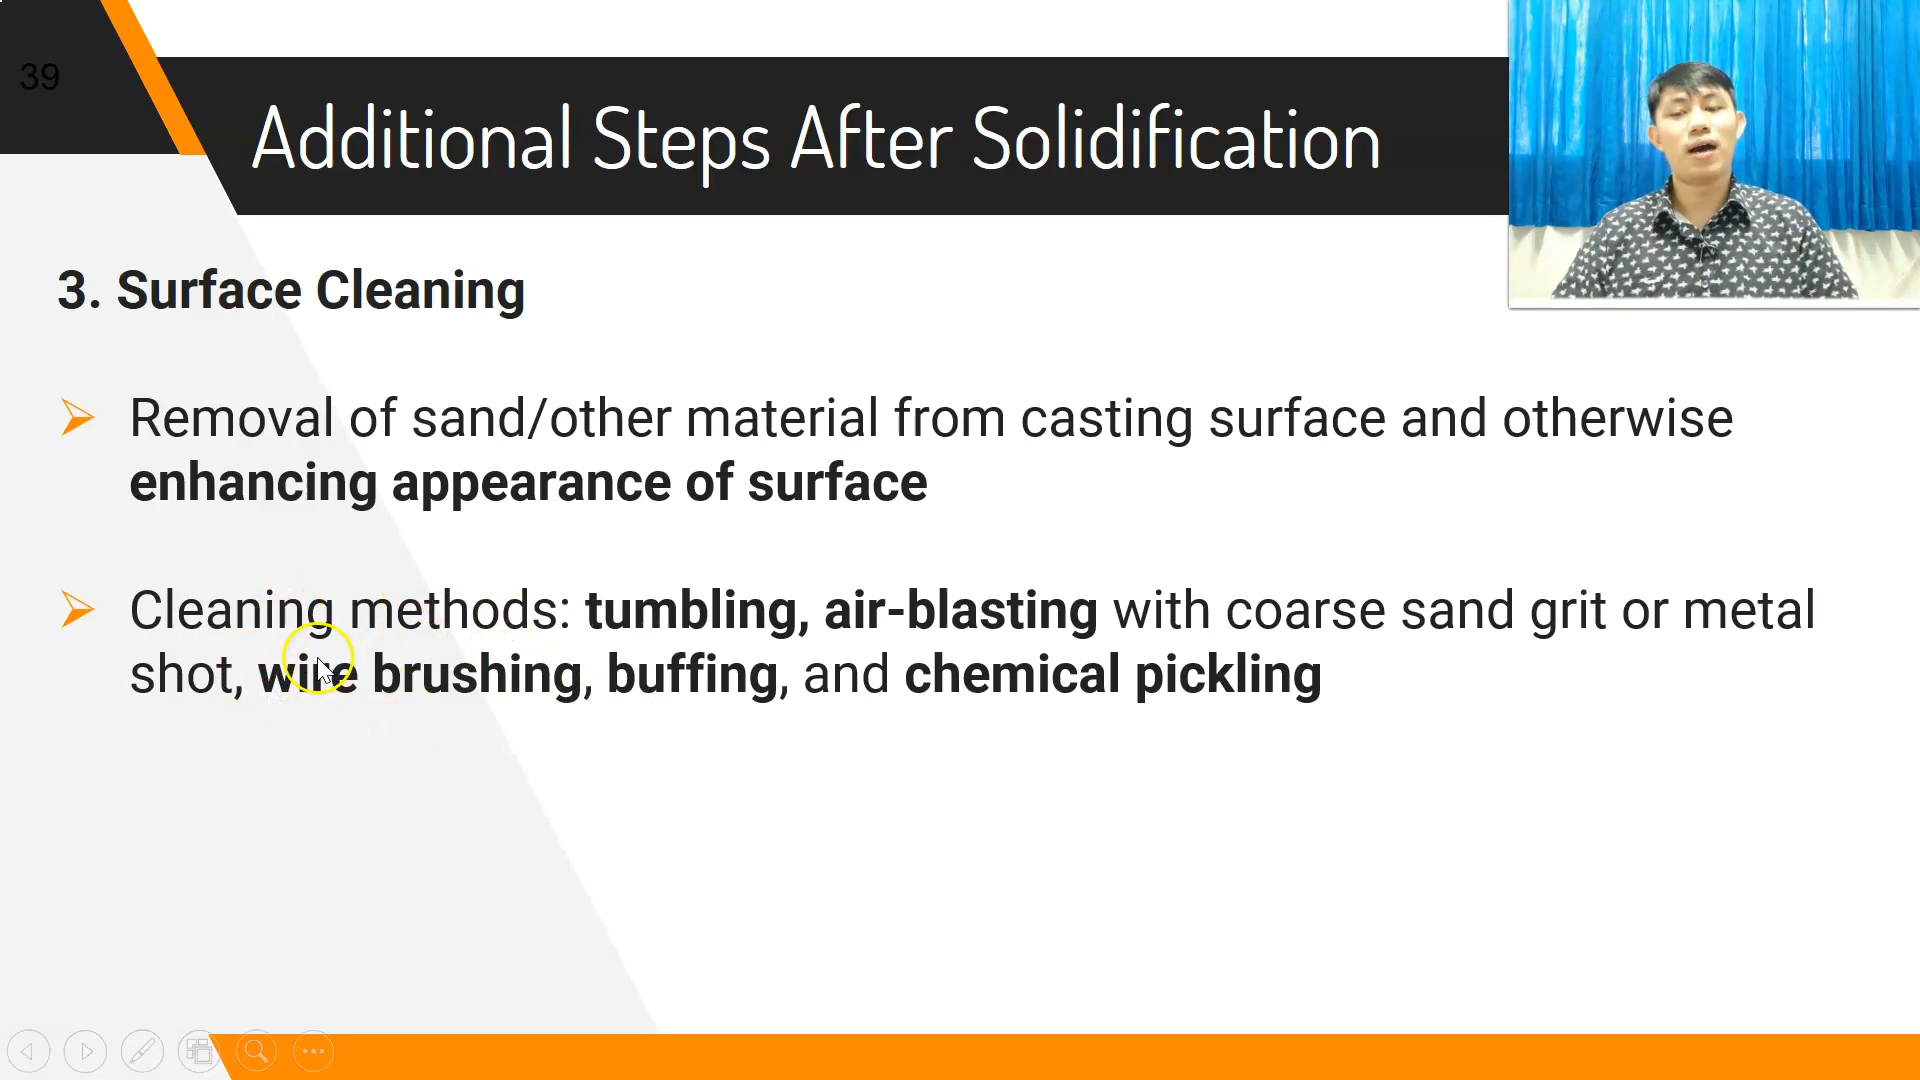 39
Additional Steps After Solidification
3. Surface Cleaning
Removal of sand/other material from casting surface and otherwise
enhancing appearance of surface
Cleaning methods: tumbling, air-blasting with coarse sand grit or metal
shot, wire brushing, buffing, and chemical pickling